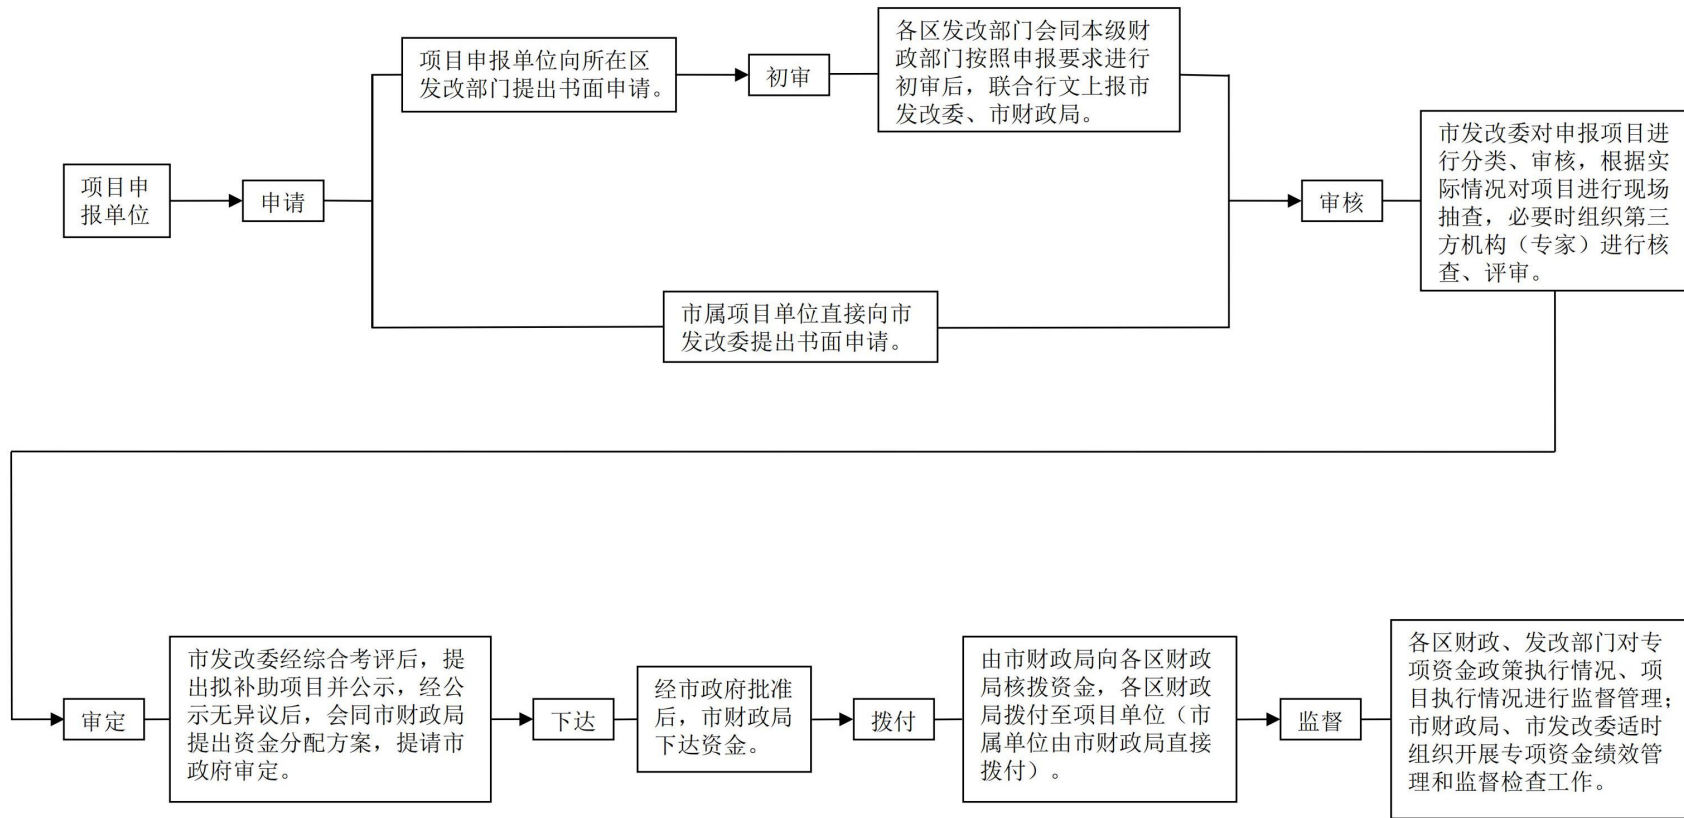 项目申
报单位
申请
项目申报单位向所在区
发改部门提出书面申请。
初审
各区发改部门会同本级财
政部门按照申报要求进行
初审后，联合行文上报市
发改委、市财政局。
市属项目单位直接向市
发改委提出书面申请。
审核
市发改委对申报项目进
行分类、审核，根据实
际情况对项目进行现场
抽查，必要时组织第三
方机构（专家）进行核
查、评审。
审定
市发改委经综合考评后，提
出拟补助项目并公示，经公
示无异议后，会同市财政局
提出资金分配方案，提请市
政府审定。
下达
经市政府批准
后，市财政局
下达资金。
拨付
由市财政局向各区财政
局核拨资金，各区财政
局拨付至项目单位（市
属单位由市财政局直接
拨付）。
监督
各区财政、发改部门对专
项资金政策执行情况、项
目执行情况进行监督管理；
市财政局、市发改委适时
组织开展专项资金绩效管
理和监督检查工作。